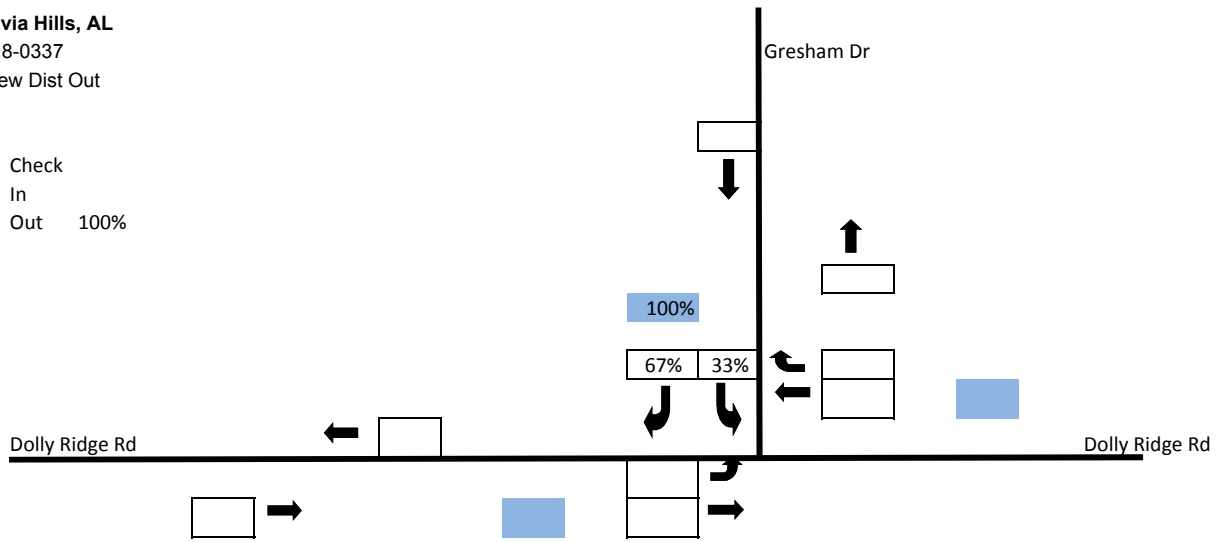 via Hills, AL
8-0337
ew Dist Out
Gresham Dr
Check
In
Out 100%
100%
67% 33%
Dolly Ridge Rd
Dolly Ridge Rd